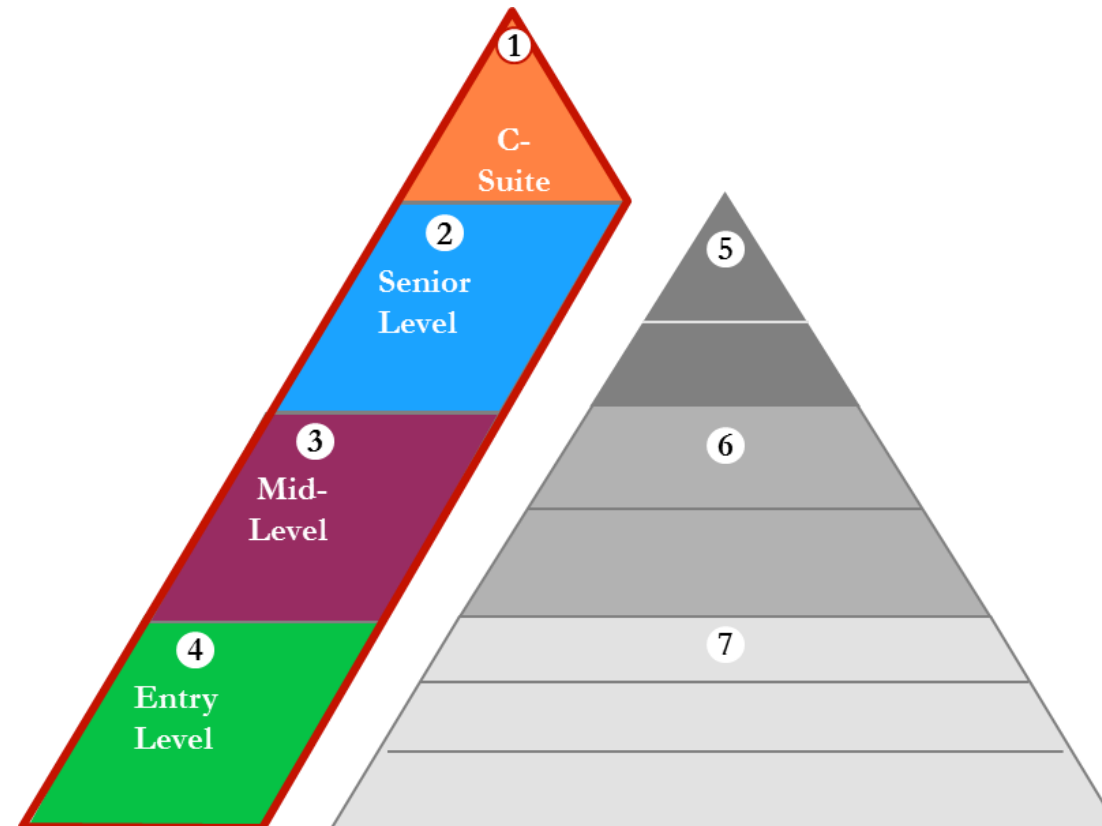 1
C-
Suite
2
Senior
Level
3
Mid-
Level
4
Entry
Level
5
6
7